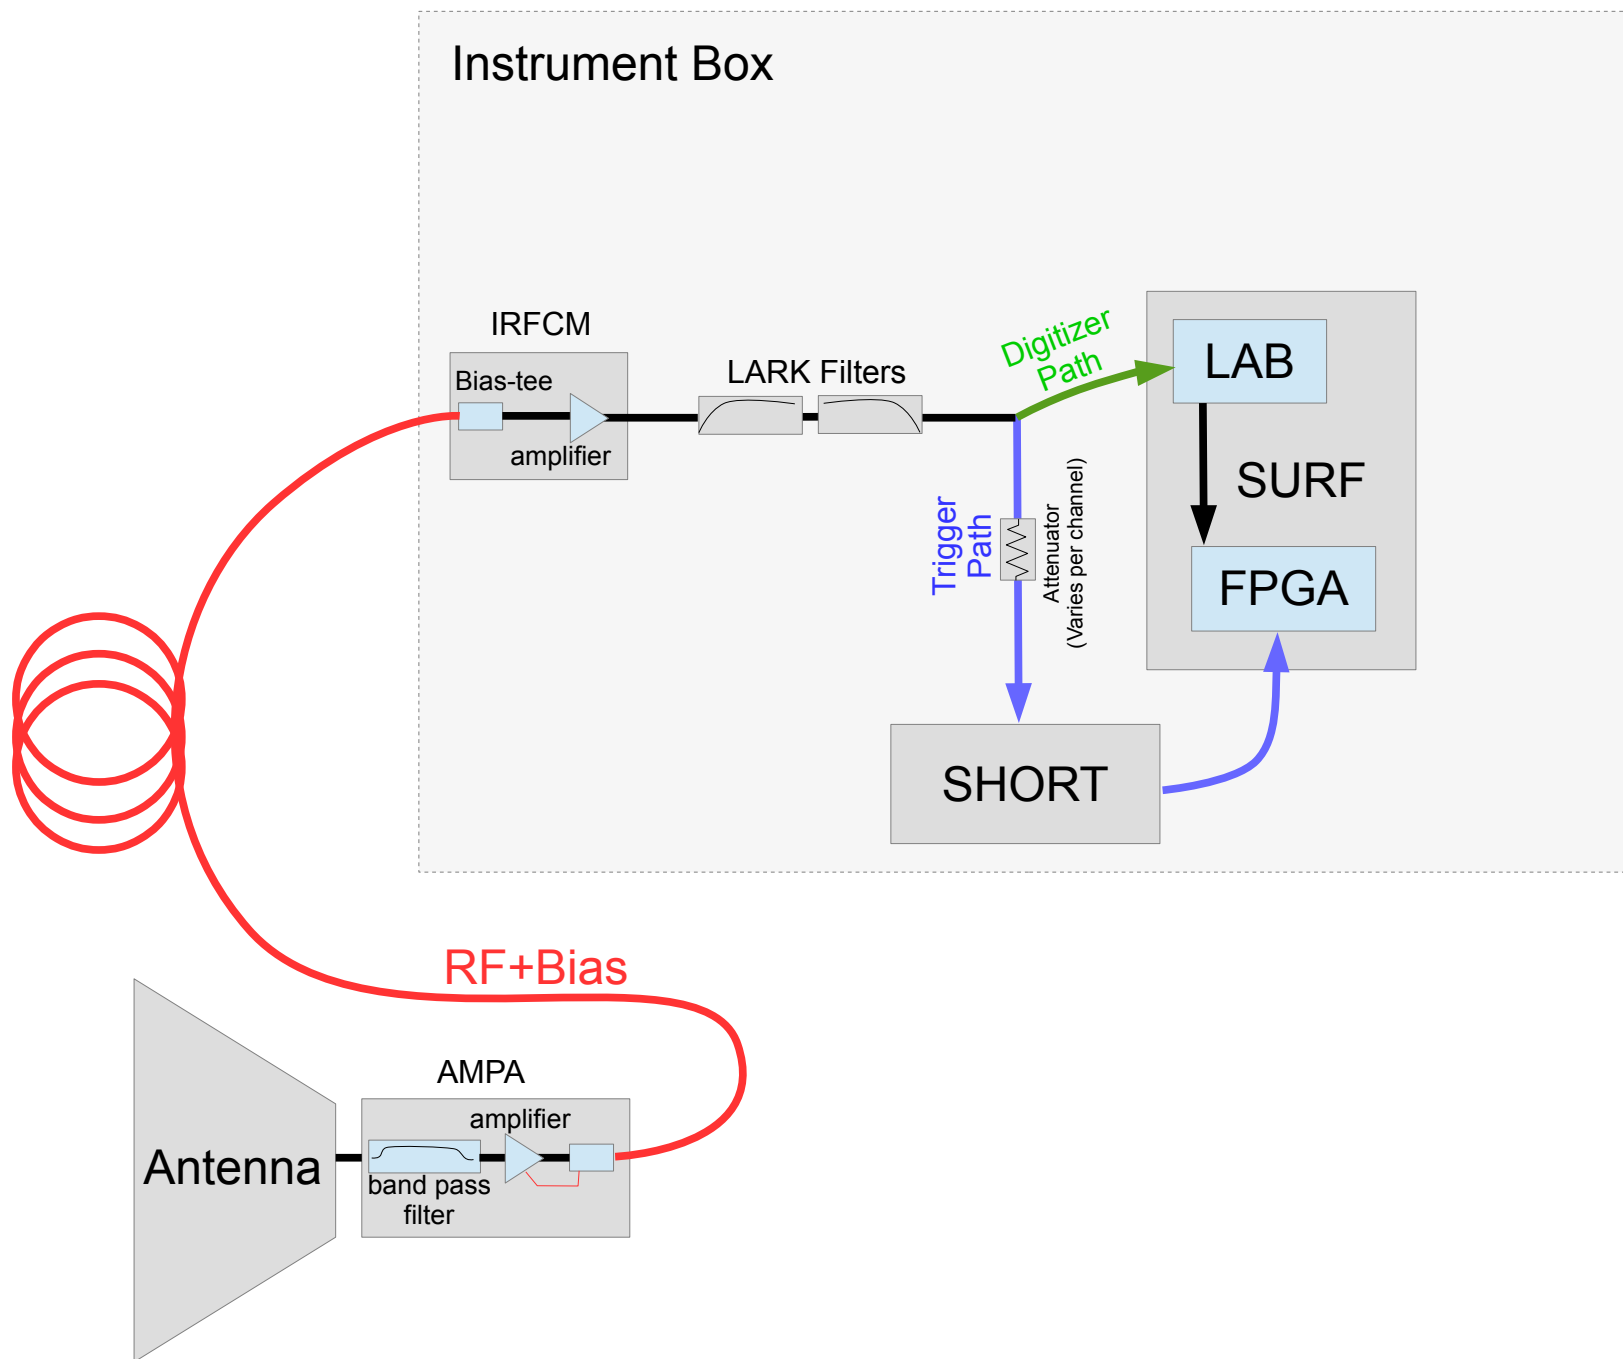 Instrument Box
IRFCM
Bias-tee
amplifier
LARK Filters
Digitizer
Path
LAB
SURF
FPGA
Trigger
Path
Attenuator
(Varies per channel)
SHORT
RF+Bias
AMPA
amplifier
band pass
filter
Antenna